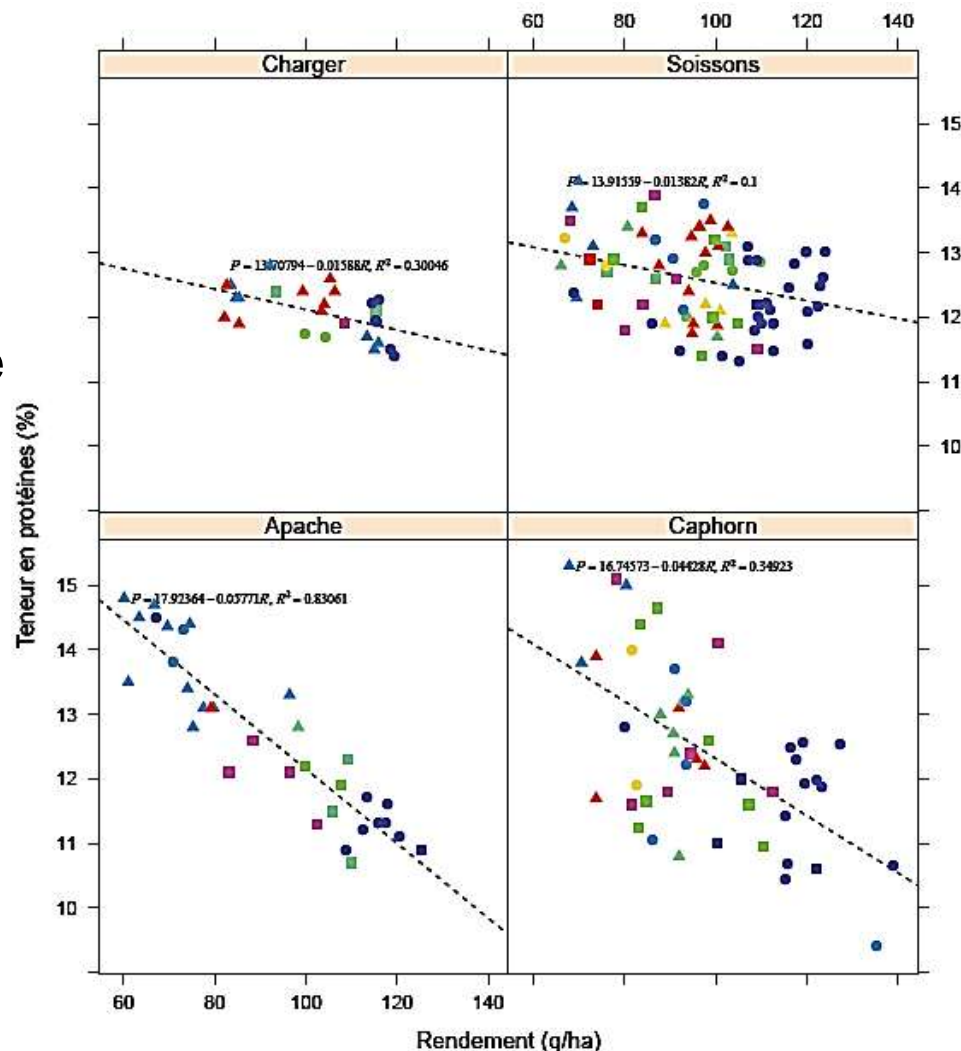 60 80 100 120 140
Charger Soissons
15
14
13
12
11
10
P = 13.70794 − 0.01588R, R² = 0.30046
P = 13.91559 − 0.01382R, R² = 0.1
e
Teneur en protéines (%)
Apache Caphorn
15
14
13
12
11
10
P = 17.92364 − 0.05771R, R² = 0.83061
P = 16.74573 − 0.04428R, R² = 0.34923
60 80 100 120 140
Rendement (q/ha)